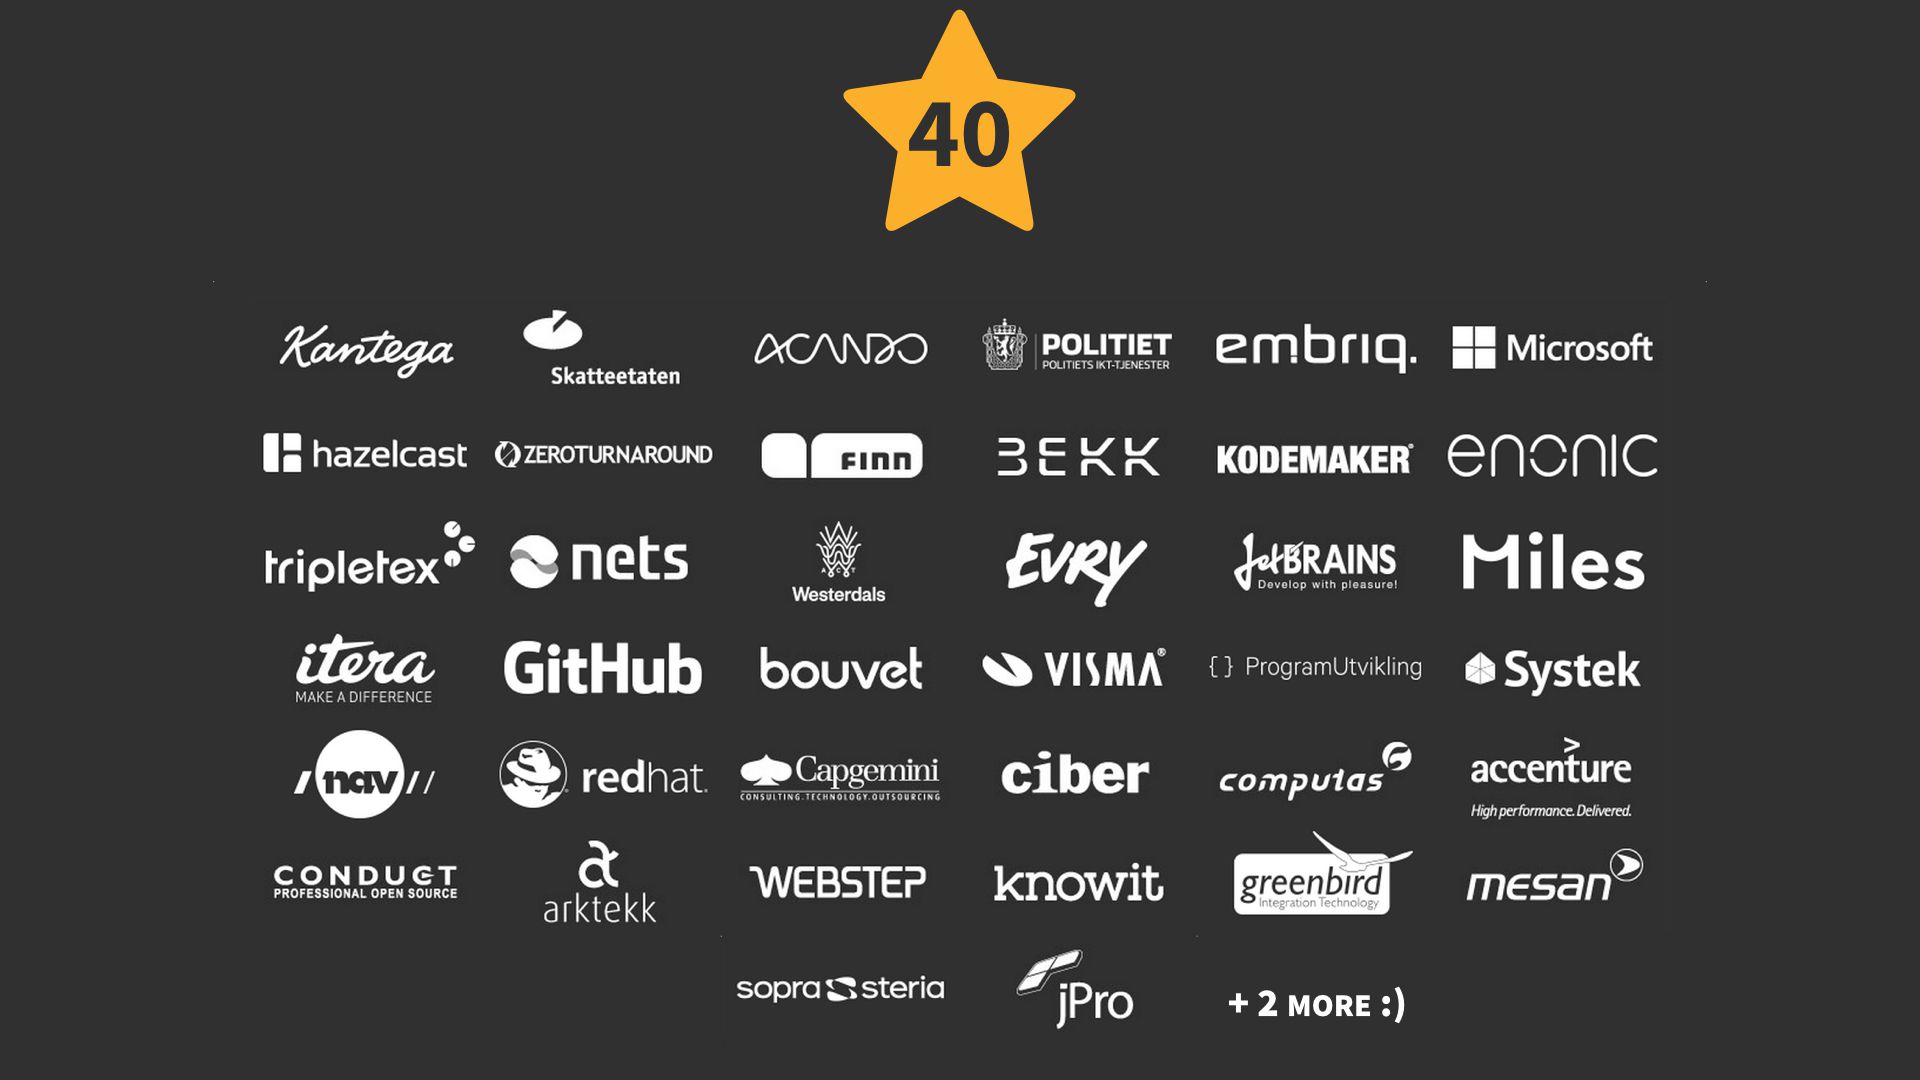 40
Kantega
Skatteetaten
ACANDO
POLITIET
POLITIETS IKT-TJENESTER
embriq.
Microsoft
hazelcast
ZEROTURNAROUND
FINN
BEKK
KODEMAKER®
enonic
tripletex
nets
ACT
Westerdals
EVRY
JetBRAINS
Develop with pleasure!
Miles
itera
MAKE A DIFFERENCE
GitHub
bouvet
VISMA®
{ } ProgramUtvikling
Systek
/nav//
redhat.
Capgemini
CONSULTING.TECHNOLOGY.OUTSOURCING
ciber
computas
>
accenture
High performance. Delivered.
CONDUCT
PROFESSIONAL OPEN SOURCE
arktekk
WEBSTEP
knowit
greenbird
Integration Technology
mesan
sopra steria
jPro
+ 2 MORE :)